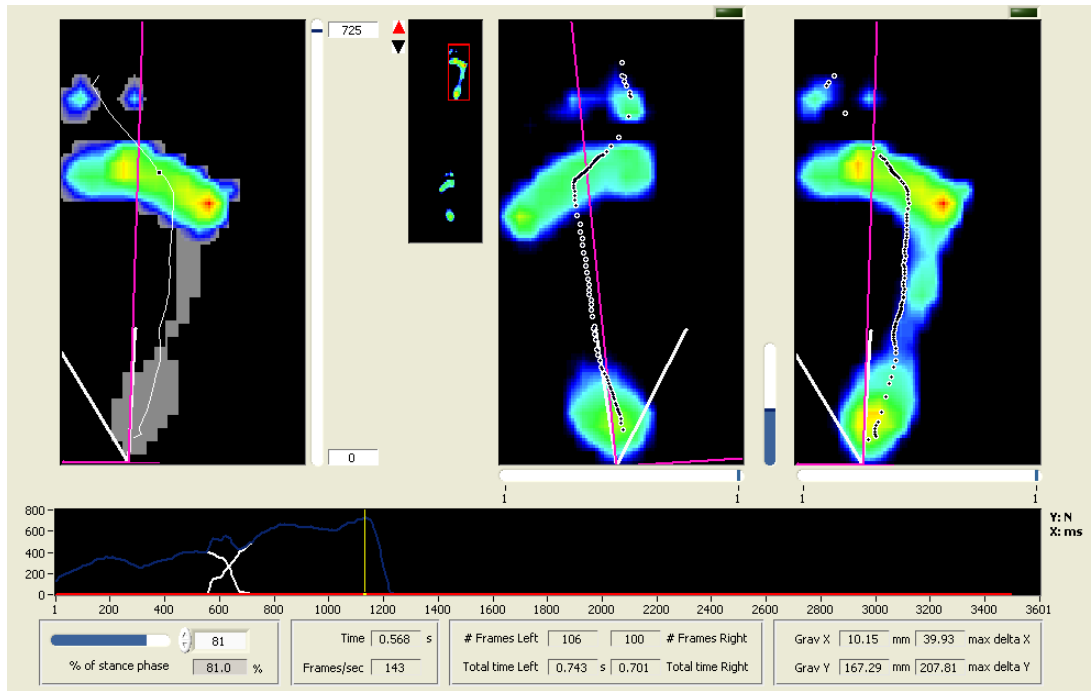 725
0
1 1
1 1
Y: N
X: ms
800
600
400
200
0
1 200 400 600 800 1000 1200 1400 1600 1800 2000 2200 2400 2600 2800 3000 3200 3400 3601
81
% of stance phase 81.0 %
Time 0.568 s
Frames/sec 143
# Frames Left 106 100 # Frames Right
Total time Left 0.743 s 0.701 Total time Right
Grav X 10.15 mm 39.93 max delta X
Grav Y 167.29 mm 207.81 max delta Y